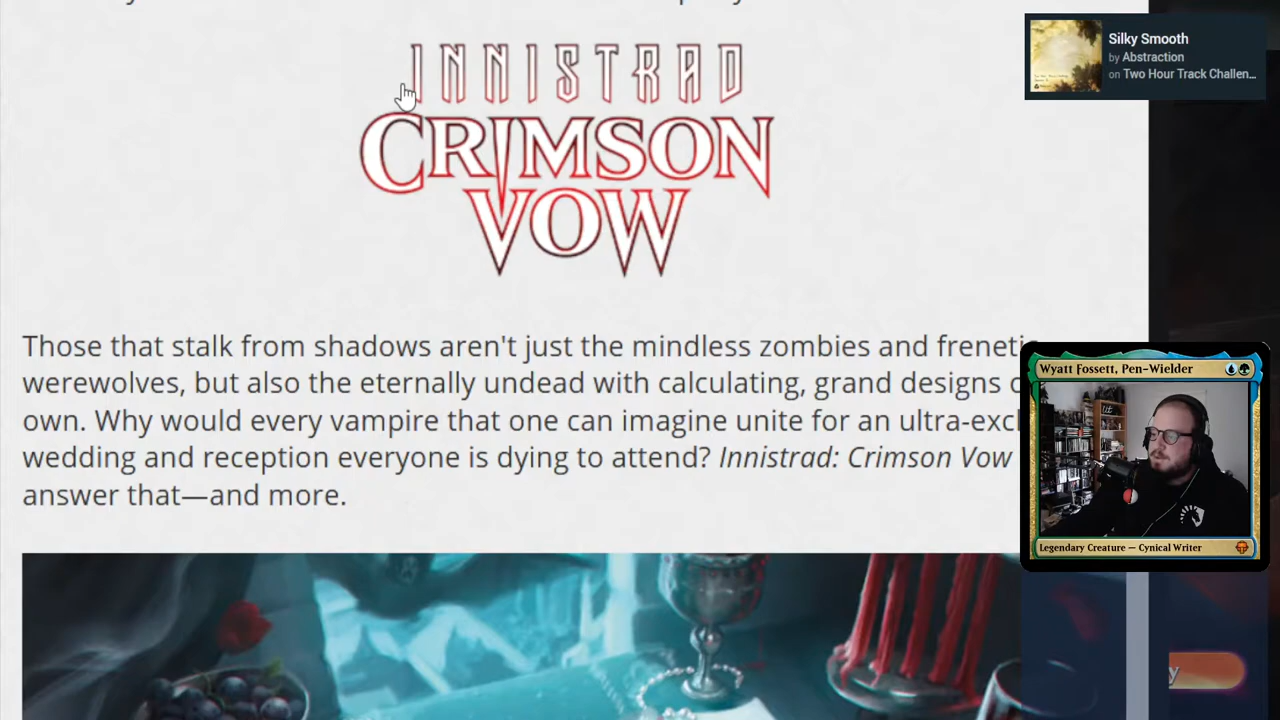 Silky Smooth
by Abstraction
on Two Hour Track Challen...
INNISTRAD
CRIMSON
VOW
Those that stalk from shadows aren't just the mindless zombies and frenetic
werewolves, but also the eternally undead with calculating, grand designs
own. Why would every vampire that one can imagine unite for an ultra-excl
wedding and reception everyone is dying to attend? Innistrad: Crimson Vow
answer that—and more.
Wyatt Fossett, Pen-Wielder
Legendary Creature — Cynical Writer